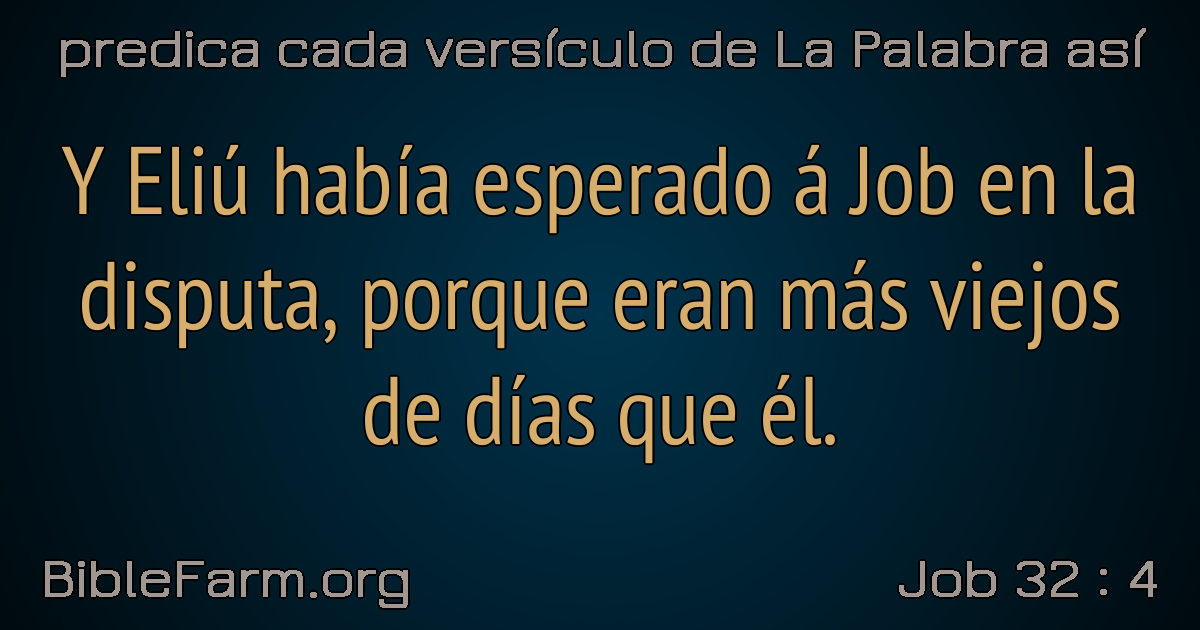 predica cada versículo de La Palabra así
Y Eliú había esperado á Job en la
disputa, porque eran más viejos
de días que él.
BibleFarm.org
Job 32 : 4